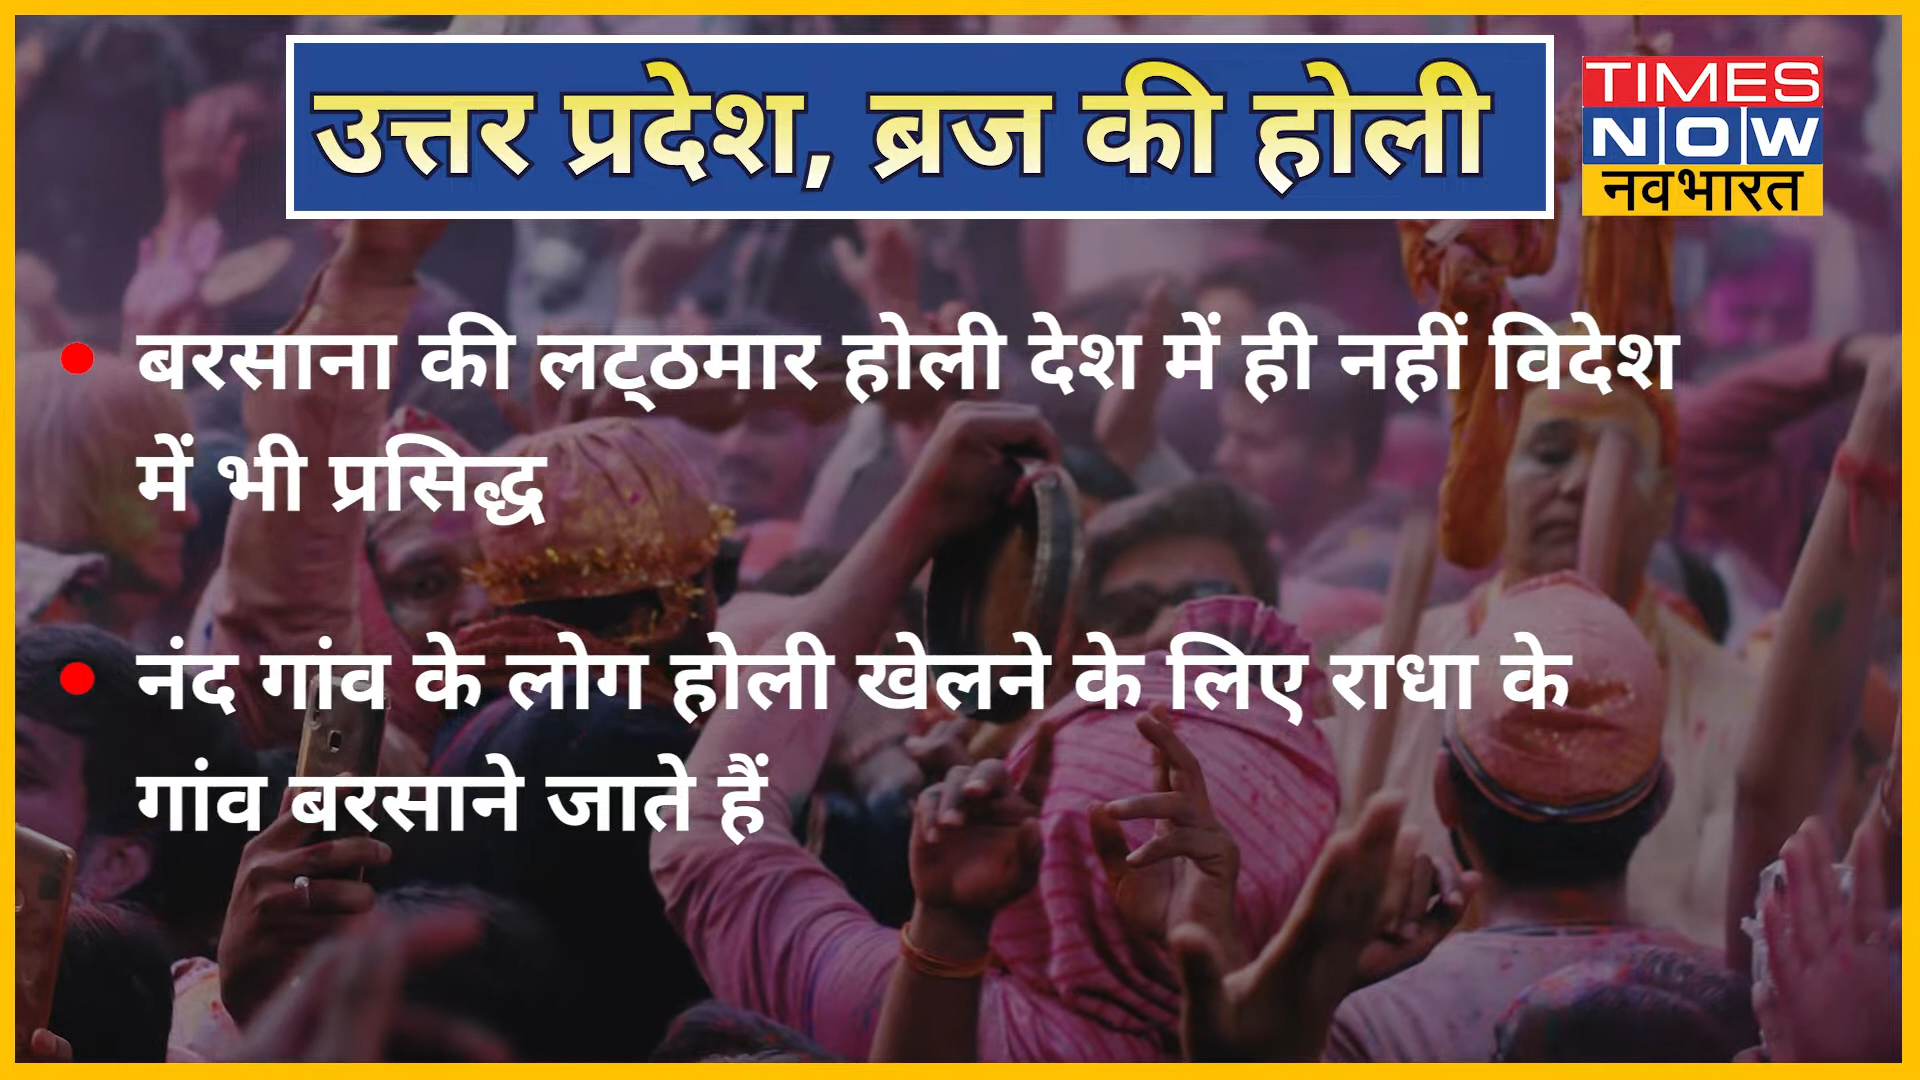 उत्तर प्रदेश, ब्रज की होली
TIMES
NOW
नवभारत
बरसाना की लट्ठमार होली देश में ही नहीं विदेश
में भी प्रसिद्ध
नंद गांव के लोग होली खेलने के लिए राधा के
गांव बरसाने जाते हैं